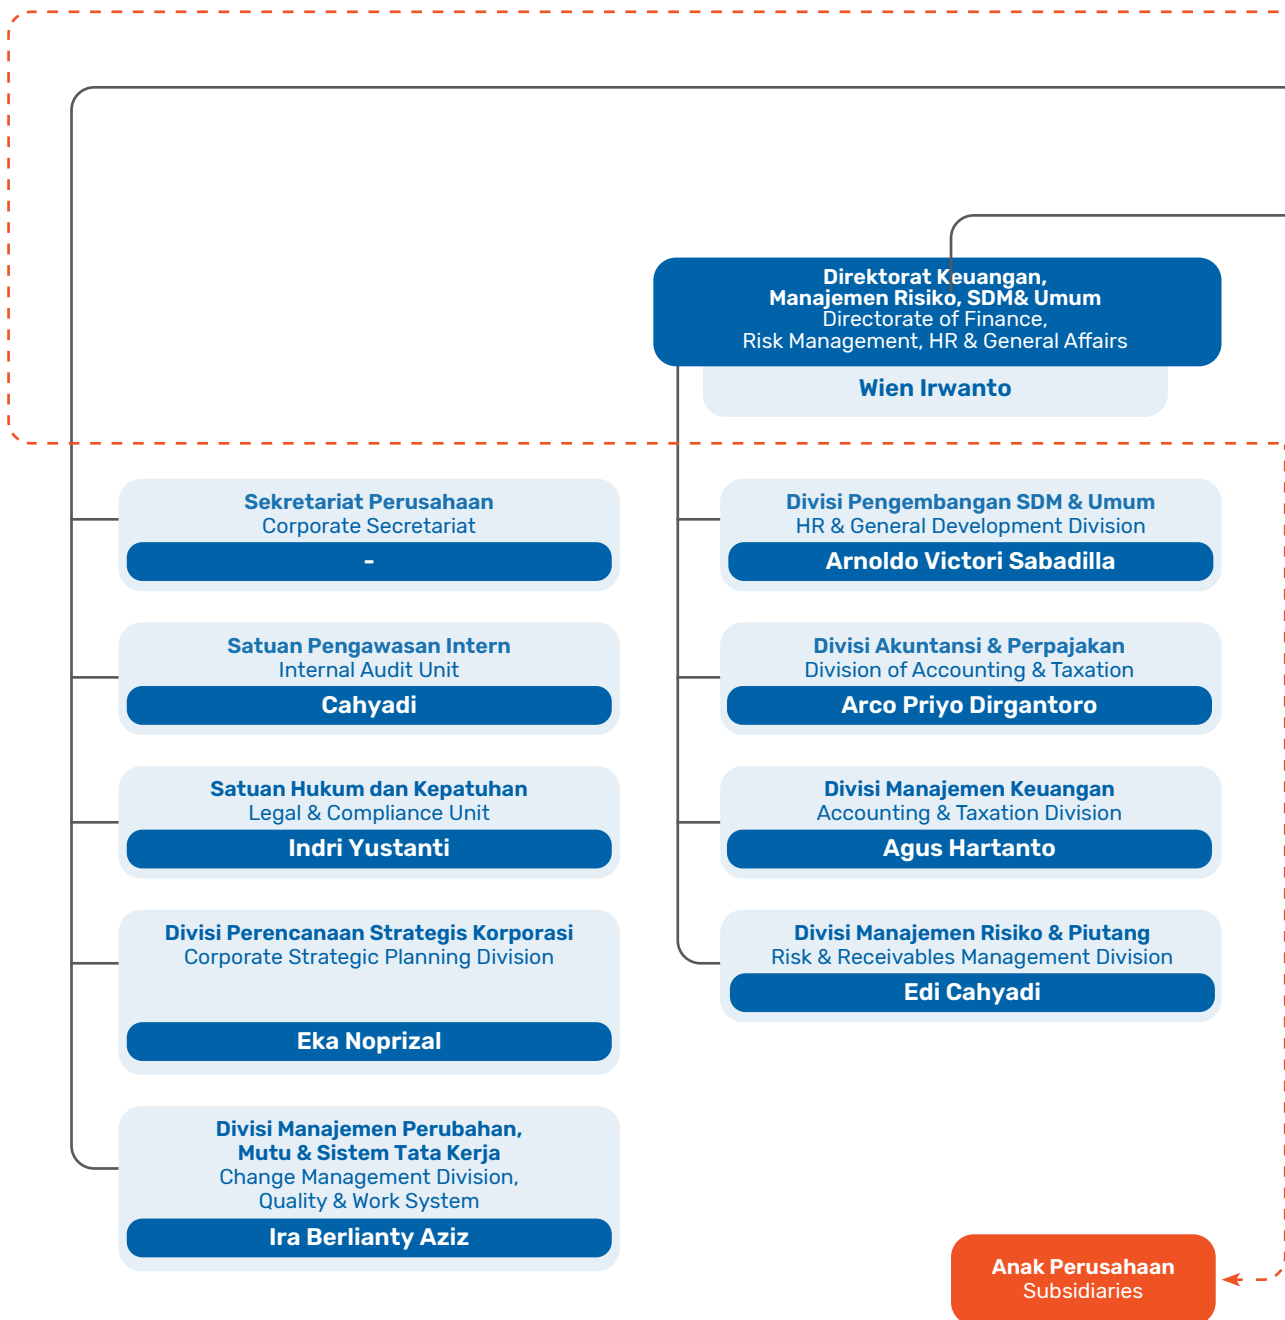 Direktorat Keuangan,
Manajemen Risiko, SDM& Umum
Directorate of Finance,
Risk Management, HR & General Affairs
Wien Irwanto
Sekretariat Perusahaan
Corporate Secretariat
-
Satuan Pengawasan Intern
Internal Audit Unit
Cahyadi
Satuan Hukum dan Kepatuhan
Legal & Compliance Unit
Indri Yustanti
Divisi Perencanaan Strategis Korporasi
Corporate Strategic Planning Division
Eka Noprizal
Divisi Manajemen Perubahan,
Mutu & Sistem Tata Kerja
Change Management Division,
Quality & Work System
Ira Berlianty Aziz
Divisi Pengembangan SDM & Umum
HR & General Development Division
Arnoldo Victori Sabadilla
Divisi Akuntansi & Perpajakan
Division of Accounting & Taxation
Arco Priyo Dirgantoro
Divisi Manajemen Keuangan
Accounting & Taxation Division
Agus Hartanto
Divisi Manajemen Risiko & Piutang
Risk & Receivables Management Division
Edi Cahyadi
Anak Perusahaan
Subsidiaries